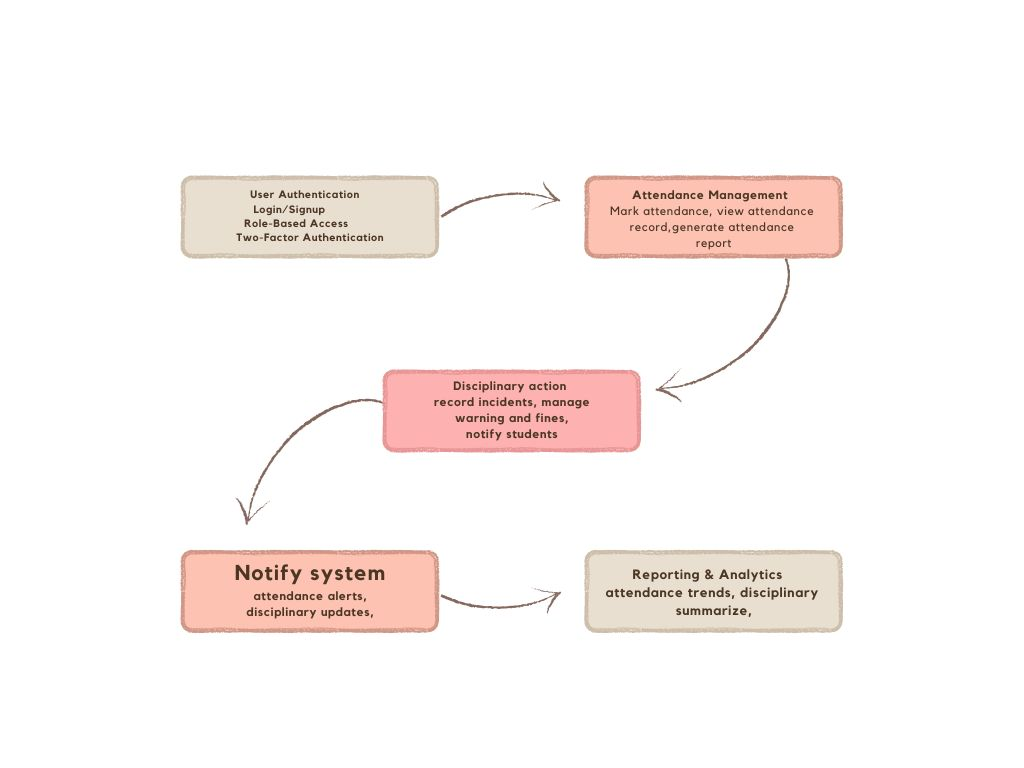 User Authentication
Login/Signup
Role-Based Access
Two-Factor Authentication
Attendance Management
Mark attendance, view attendance
record,generate attendance
report
Disciplinary action
record incidents, manage
warning and fines,
notify students
Notify system
attendance alerts,
disciplinary updates,
Reporting & Analytics
attendance trends, disciplinary
summarize,